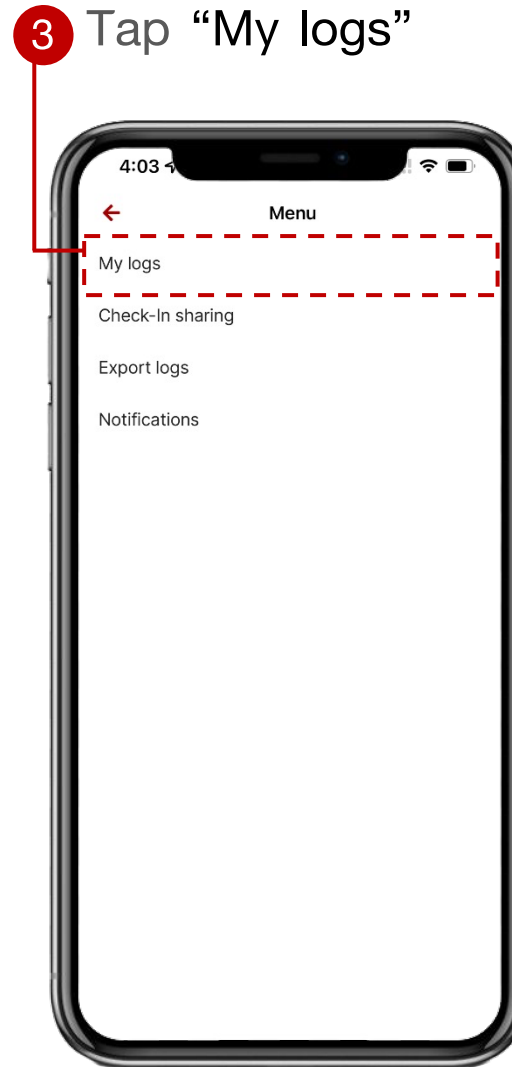 3 Tap “My logs”
4:03
Menu
My logs
Check-In sharing
Export logs
Notifications